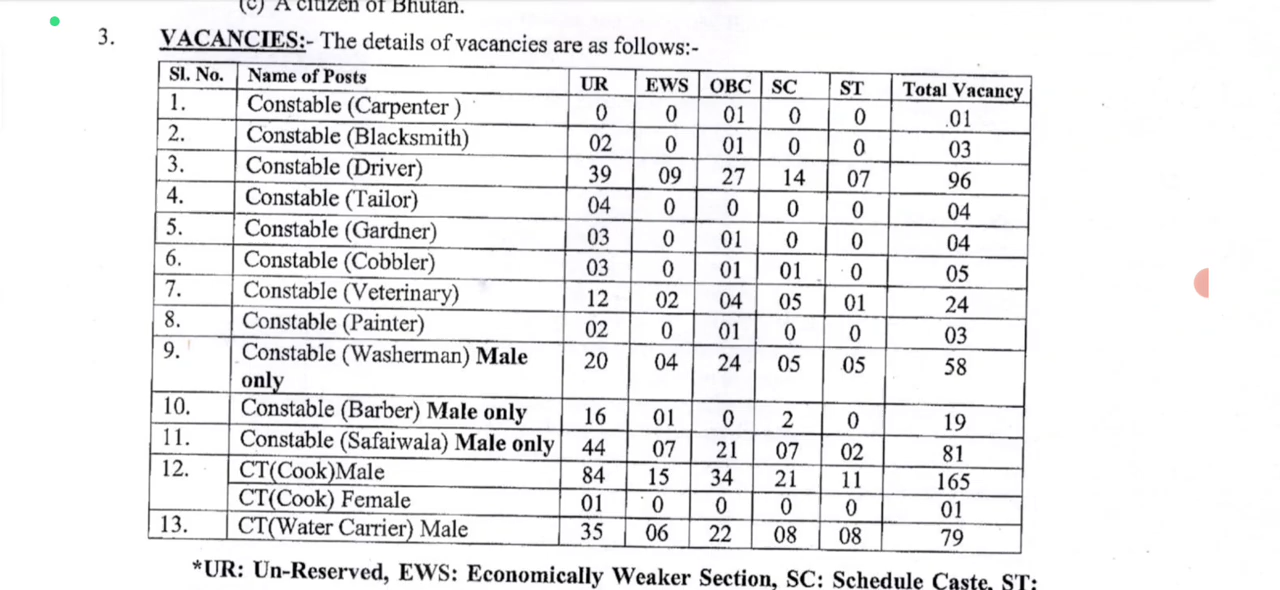 (c) A citizen of Bhutan.
3. VACANCIES:- The details of vacancies are as follows:-
Sl. No. Name of Posts UR EWS OBC SC ST Total Vacancy
1. Constable (Carpenter ) 0 0 01 0 0 01
2. Constable (Blacksmith) 02 0 01 0 0 03
3. Constable (Driver) 39 09 27 14 07 96
4. Constable (Tailor) 04 0 0 0 0 04
5. Constable (Gardner) 03 0 01 0 0 04
6. Constable (Cobbler) 03 0 01 01 0 05
7. Constable (Veterinary) 12 02 04 05 01 24
8. Constable (Painter) 02 0 01 0 0 03
9. Constable (Washerman) Male 20 04 24 05 05 58
only
10. Constable (Barber) Male only 16 01 0 2 0 19
11. Constable (Safaiwala) Male only 44 07 21 07 02 81
12. CT(Cook)Male 84 15 34 21 11 165
CT(Cook) Female 01 0 0 0 0 01
13. CT(Water Carrier) Male 35 06 22 08 08 79
*UR: Un-Reserved, EWS: Economically Weaker Section, SC: Schedule Caste, ST: